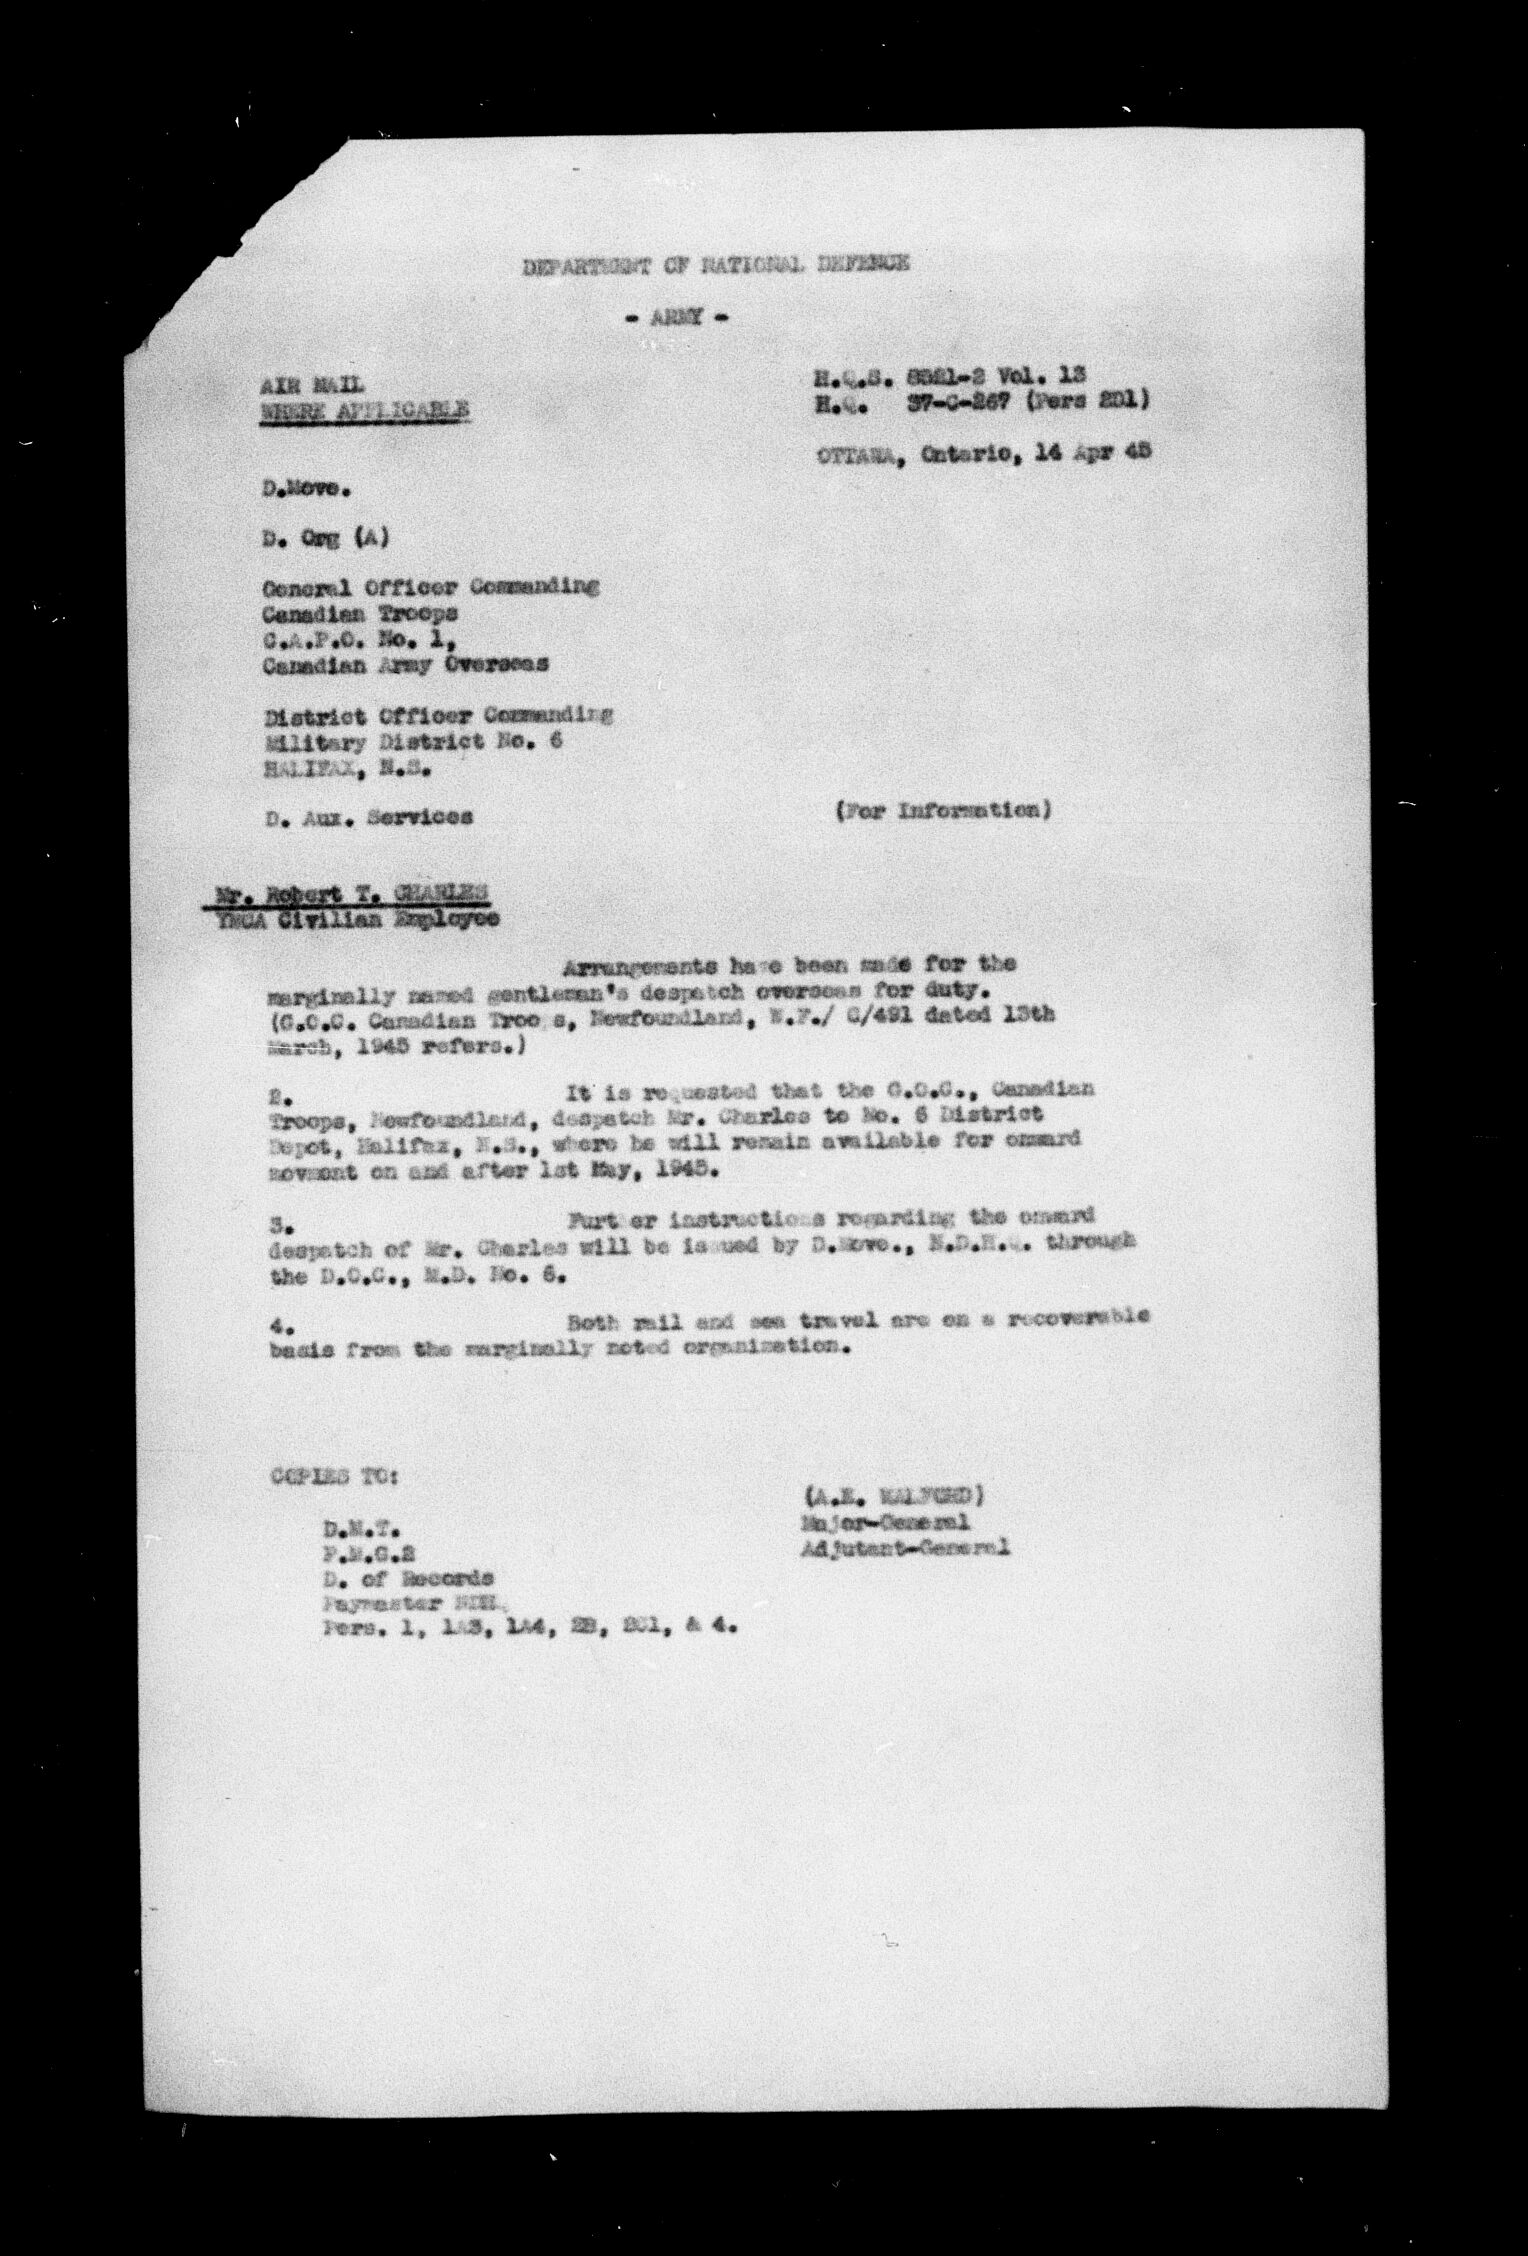 DEPARTMENT OF NATIONAL DEFENCE
- ARMY -
AIR MAIL
WHERE APPLICABLE
H.Q.S. 8321-2 Vol. 13
H.Q. 37-C-267 (Pers 2D1)
OTTAWA, Ontario, 14 Apr 45
D.Move.
D. Org (A)
General Officer Commanding
Canadian Troops
C.A.P.O. No. 1,
Canadian Army Overseas
District Officer Commanding
Military District No. 6
HALIFAX, N.S.
D. Aux. Services (For Information)
Mr. Robert T. CHARLES
YMCA Civilian Employee
Arrangements have been made for the
marginally named gentleman's despatch overseas for duty.
(G.O.C. Canadian Troops, Newfoundland, N.F./ C/491 dated 13th
March, 1945 refers.)
2. It is requested that the G.O.C., Canadian
Troops, Newfoundland, despatch Mr. Charles to No. 6 District
Depot, Halifax, N.S., where he will remain available for onward
movment on and after 1st May, 1945.
3. Further instructions regarding the onward
despatch of Mr. Charles will be issued by D.Move., N.D.H.Q. through
the D.O.C., M.D. No. 6.
4. Both rail and sea travel are on a recoverable
basis from the marginally noted organization.
COPIES TO:
(A.E. WALFORD)
Major-General
Adjutant-General
D.M.T.
P.M.G.2
D. of Records
Paymaster NDHQ
Pers. 1, 1A3, 1A4, 2B, 2C1, & 4.